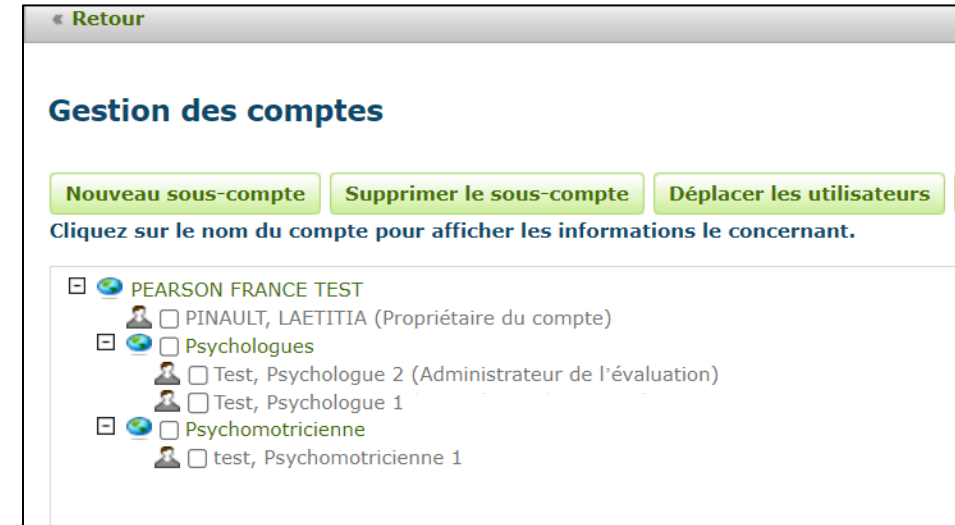 « Retour
Gestion des comptes
Nouveau sous-compte Supprimer le sous-compte Déplacer les utilisateurs
Cliquez sur le nom du compte pour afficher les informations le concernant.
PEARSON FRANCE TEST
PINAULT, LAETITIA (Propriétaire du compte)
Psychologues
Test, Psychologue 2 (Administrateur de l'évaluation)
Test, Psychologue 1
Psychomotricienne
test, Psychomotricienne 1